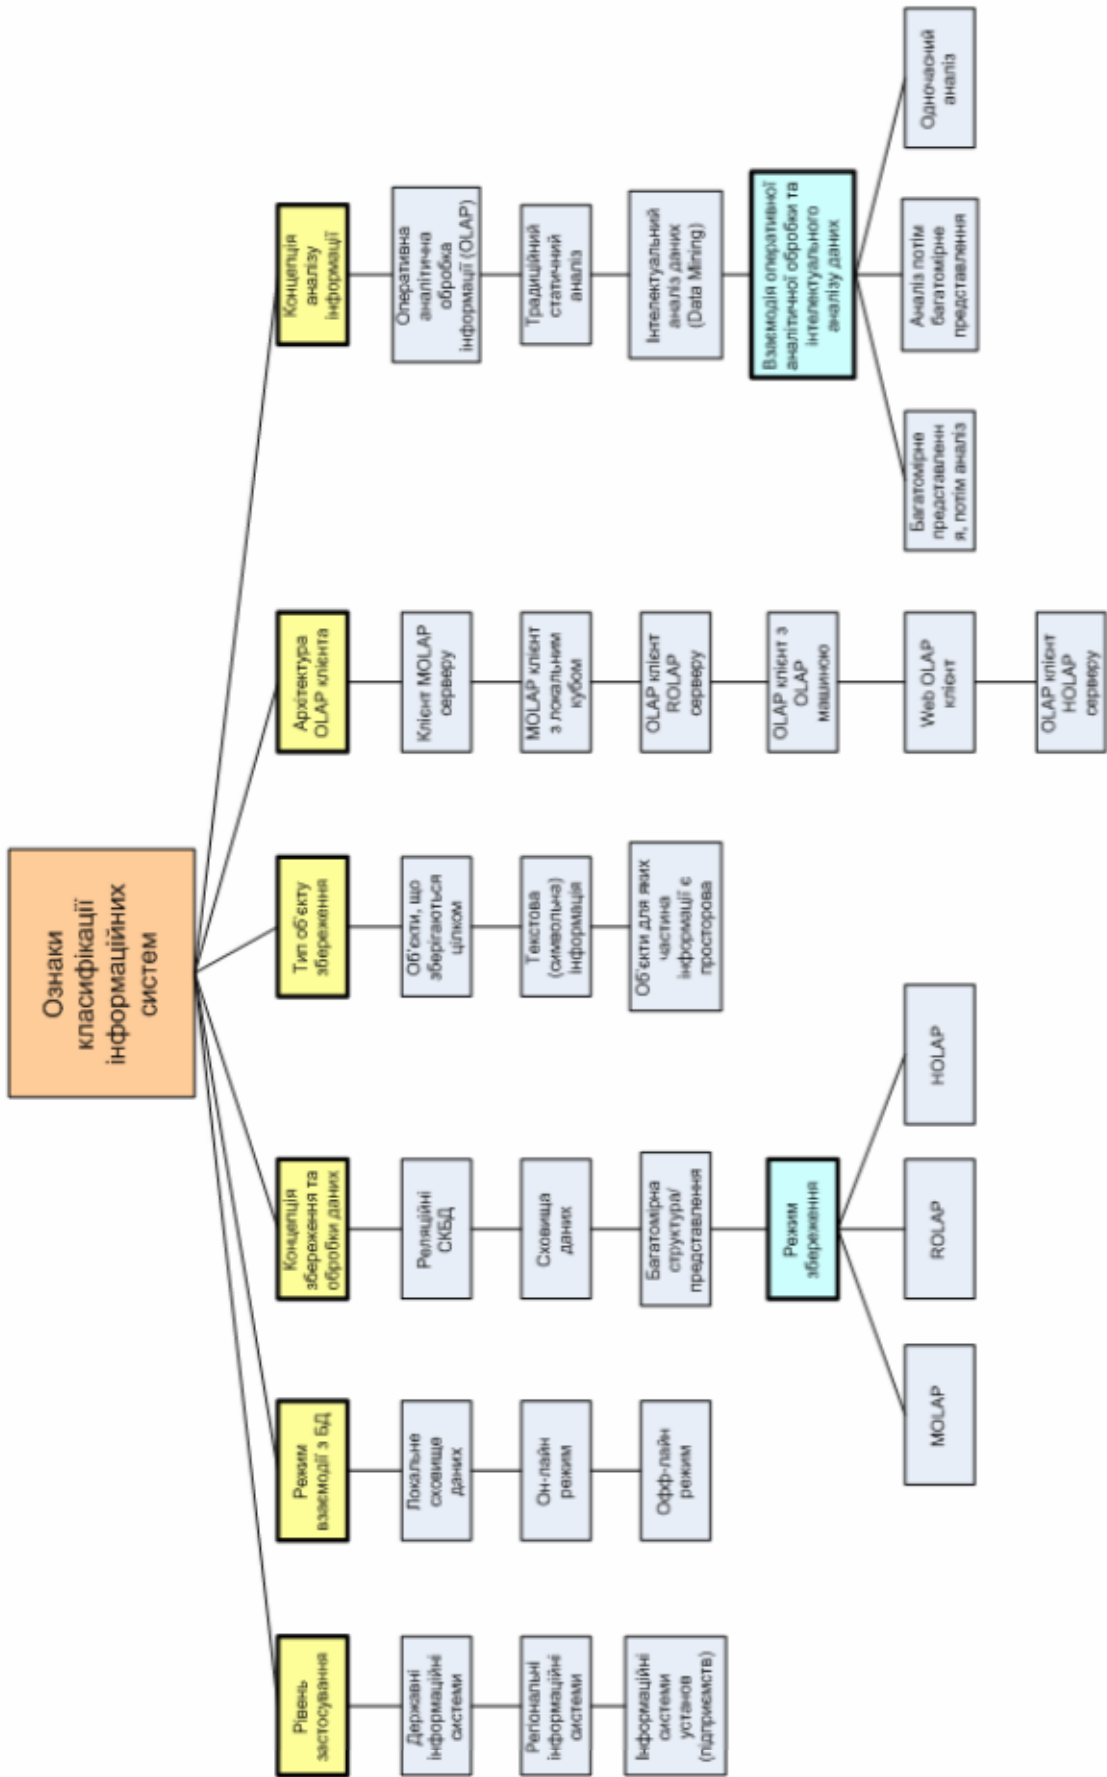 Ознаки
класифікації
інформаційних
систем
Рівень
застосування
Державні
інформаційні
системи
Регіональні
інформаційні
системи
Інформаційні
системи
установ
(підприємств)
Режим
взаємодії з БД
Локальне
сховище
даних
Он-лайн
режим
Офф-лайн
режим
Концепція
збереження та
обробки даних
Реляційні
СКБД
Сховища
даних
Багатомірна
структура/
представлення
Режим
збереження
MOLAP
ROLAP
HOLAP
Тип об'єкту
збереження
Об'єкти, що
зберігаються
цілком
Текстова
(символьна)
інформація
Об'єкти для яких
частина
інформації є
просторова
Архітектура
OLAP клієнта
Клієнт MOLAP
серверу
MOLAP клієнт
з локальним
кубом
OLAP клієнт
ROLAP
серверу
OLAP клієнт з
OLAP
машиною
Web OLAP
клієнт
OLAP клієнт
HOLAP
серверу
Концепція
аналізу
інформації
Оперативна
аналітична
обробка
інформації (OLAP)
Традиційний
статичний
аналіз
Інтелектуальний
аналіз даних
(Data Mining)
Взаємодія оперативної
аналітичної обробки та
інтелектуального
аналізу даних
Багатомірне
представленн
я, потім аналіз
Аналіз потім
багатомірне
представлення
Одночасний
аналіз